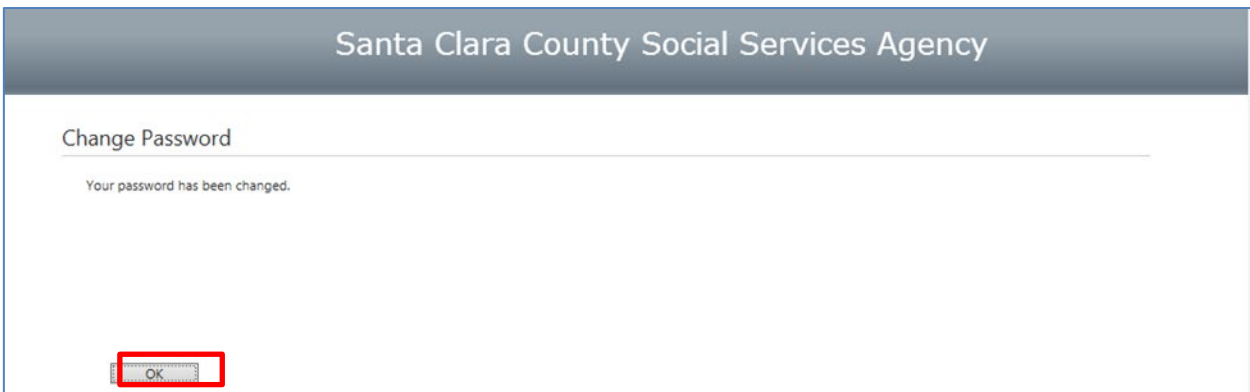 Santa Clara County Social Services Agency
Change Password
Your password has been changed.
OK